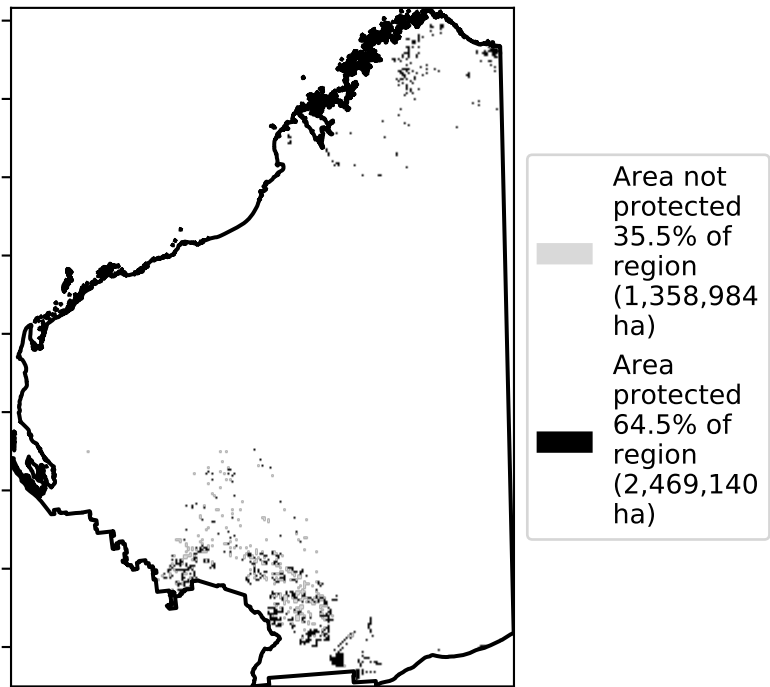 Area not
protected
35.5% of
region
(1,358,984
ha)
Area
protected
64.5% of
region
(2,469,140
ha)